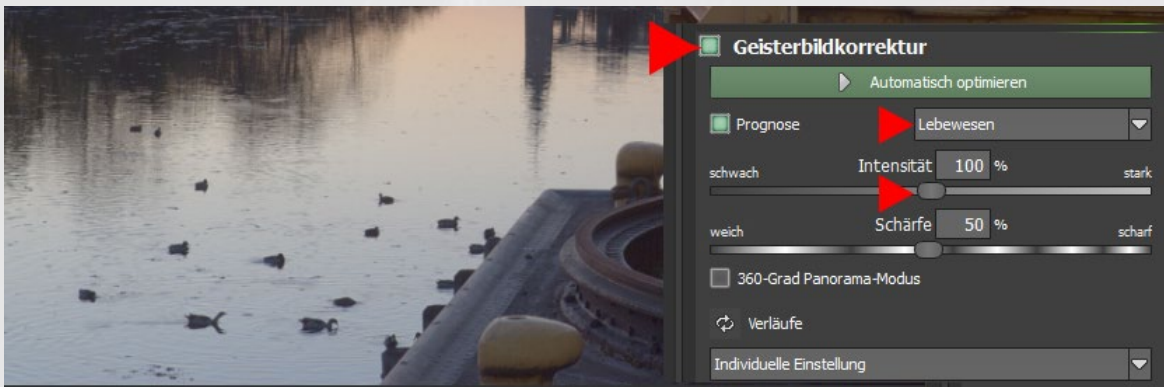 Geisterbildkorrektur
Automatisch optimieren
Prognose Lebewesen
schwach Intensität 100 % stark
weich Schärfe 50 % scharf
360-Grad Panorama-Modus
Verläufe
Individuelle Einstellung